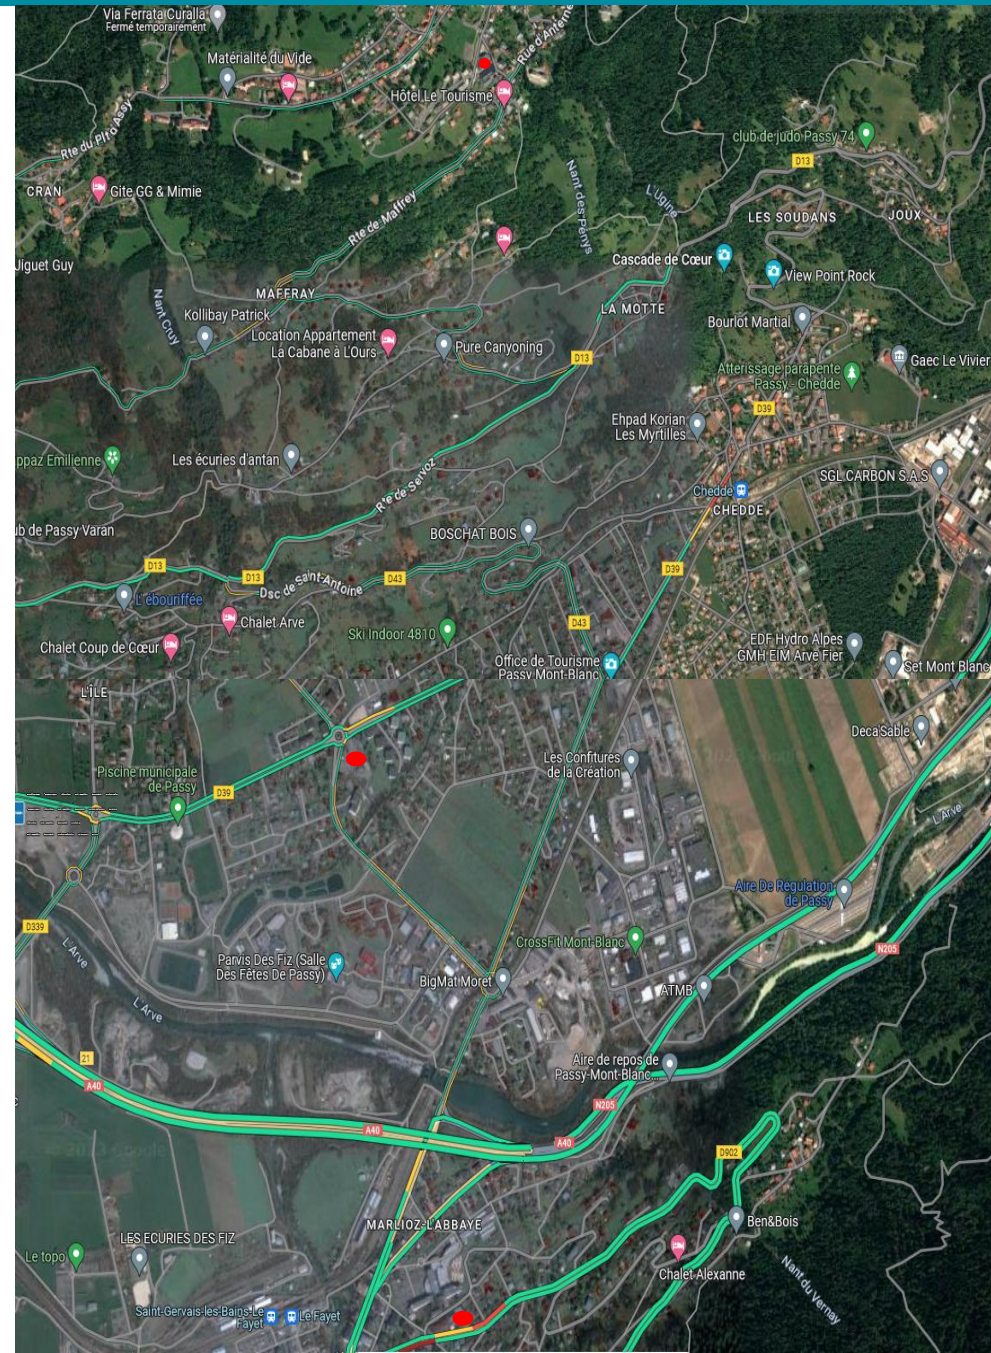 Via Ferrata Curalla
Fermé temporairement
Rue d'Anterne
Matérialité du Vide
Hôtel Le Tourisme
Rte du Plt d'Assy
club de judo Passy 74
D13
CRAN
Gite GG & Mimie
Nant des Pénys
L'Ugine
Rte de Maffrey
LES SOUDANS
JOUX
Jiguet Guy
Cascade de Cœur
View Point Rock
MAFFRAY
Nant Cruy
Kollibay Patrick
LA MOTTE
Bourlot Martial
Location Appartement
La Cabane à L'Ours
Pure Canyoning
D13
Gaec Le Vivier
Atterissage parapente
Passy - Chedde
D39
Ehpad Korian
Les Myrtilles
ppaz Emilienne
Les écuries d'antan
SGL CARBON S.A.S
Rte de Servoz
Chedde
CHEDDE
ub de Passy Varan
BOSCHAT BOIS
D13
D13
D43
D39
Dsc de Saint-Antoine
L'ébouriffée
Chalet Arve
D43
Ski Indoor 4810
Chalet Coup de Cœur
EDF Hydro Alpes
GMH EIM Arve Fier
Office de Tourisme
Passy Mont-Blanc
Set Mont Blanc
L'ÎLE
Deca'Sable
Les Confitures
de la Création
Piscine municipale
de Passy
D39
L'Arve
Aire De Régulation
de Passy
D339
L'Arve
CrossFit Mont-Blanc
N205
Parvis Des Fiz (Salle
Des Fêtes De Passy)
BigMat Moret
ATMB
L'Arve
21
A40
Aire de repos de
Passy-Mont-Blanc...
N205
A40
A40
D902
MARLIOZ-LABBAYE
Ben&Bois
LES ECURIES DES FIZ
Le topo
Chalet Alexanne
Nant du Vernay
Saint-Gervais-les-Bains-Le
Fayet
Le Fayet